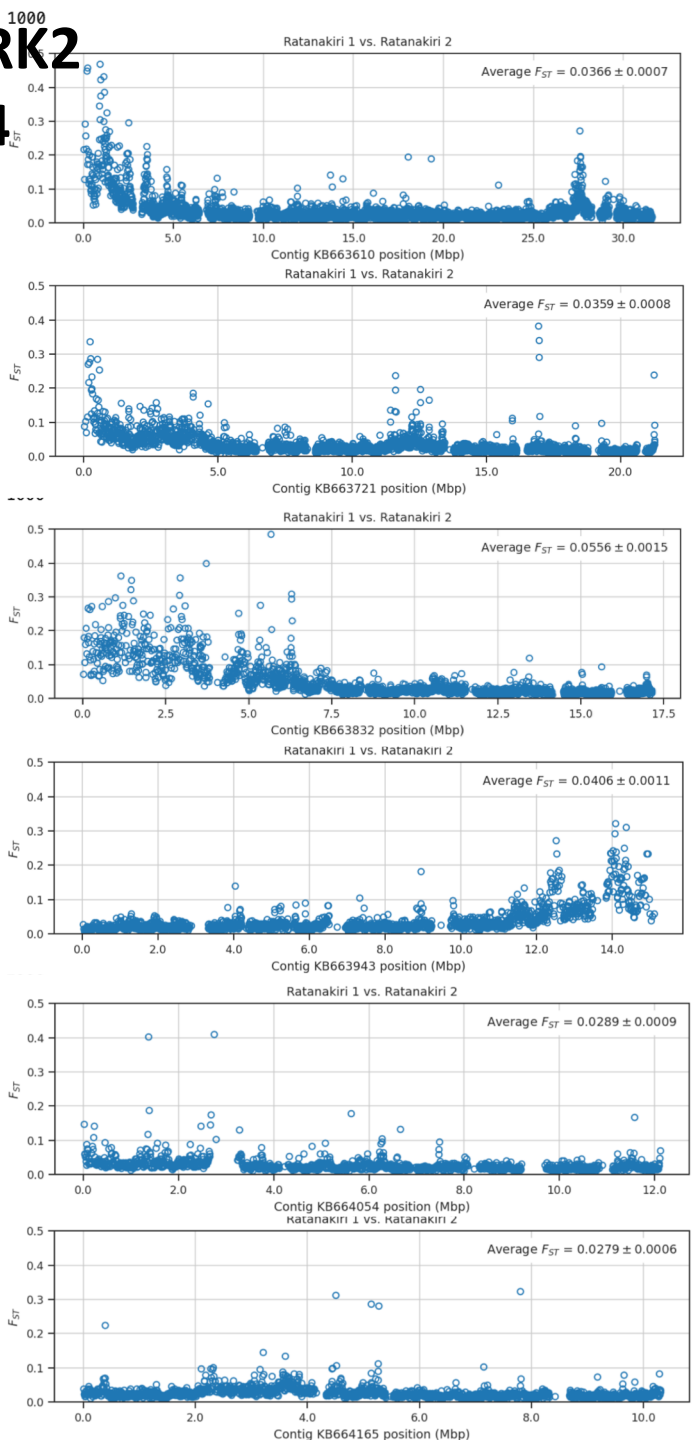 1000
RK2
4
Ratanakiri 1 vs. Ratanakiri 2
Average F_ST = 0.0366 ± 0.0007
F_ST
0.4
0.3
0.2
0.1
0.0
0.0 5.0 10.0 15.0 20.0 25.0 30.0
Contig KB663610 position (Mbp)
Ratanakiri 1 vs. Ratanakiri 2
Average F_ST = 0.0359 ± 0.0008
F_ST
0.5
0.4
0.3
0.2
0.1
0.0
0.0 5.0 10.0 15.0 20.0
Contig KB663721 position (Mbp)
Ratanakiri 1 vs. Ratanakiri 2
Average F_ST = 0.0556 ± 0.0015
F_ST
0.5
0.4
0.3
0.2
0.1
0.0
0.0 2.5 5.0 7.5 10.0 12.5 15.0 17.5
Contig KB663832 position (Mbp)
Ratanakiri 1 vs. Ratanakiri 2
Average F_ST = 0.0406 ± 0.0011
F_ST
0.5
0.4
0.3
0.2
0.1
0.0
0.0 2.0 4.0 6.0 8.0 10.0 12.0 14.0
Contig KB663943 position (Mbp)
Ratanakiri 1 vs. Ratanakiri 2
Average F_ST = 0.0289 ± 0.0009
F_ST
0.5
0.4
0.3
0.2
0.1
0.0
0.0 2.0 4.0 6.0 8.0 10.0 12.0
Contig KB664054 position (Mbp)
Ratanakiri 1 vs. Ratanakiri 2
Average F_ST = 0.0279 ± 0.0006
F_ST
0.5
0.4
0.3
0.2
0.1
0.0
0.0 2.0 4.0 6.0 8.0 10.0
Contig KB664165 position (Mbp)